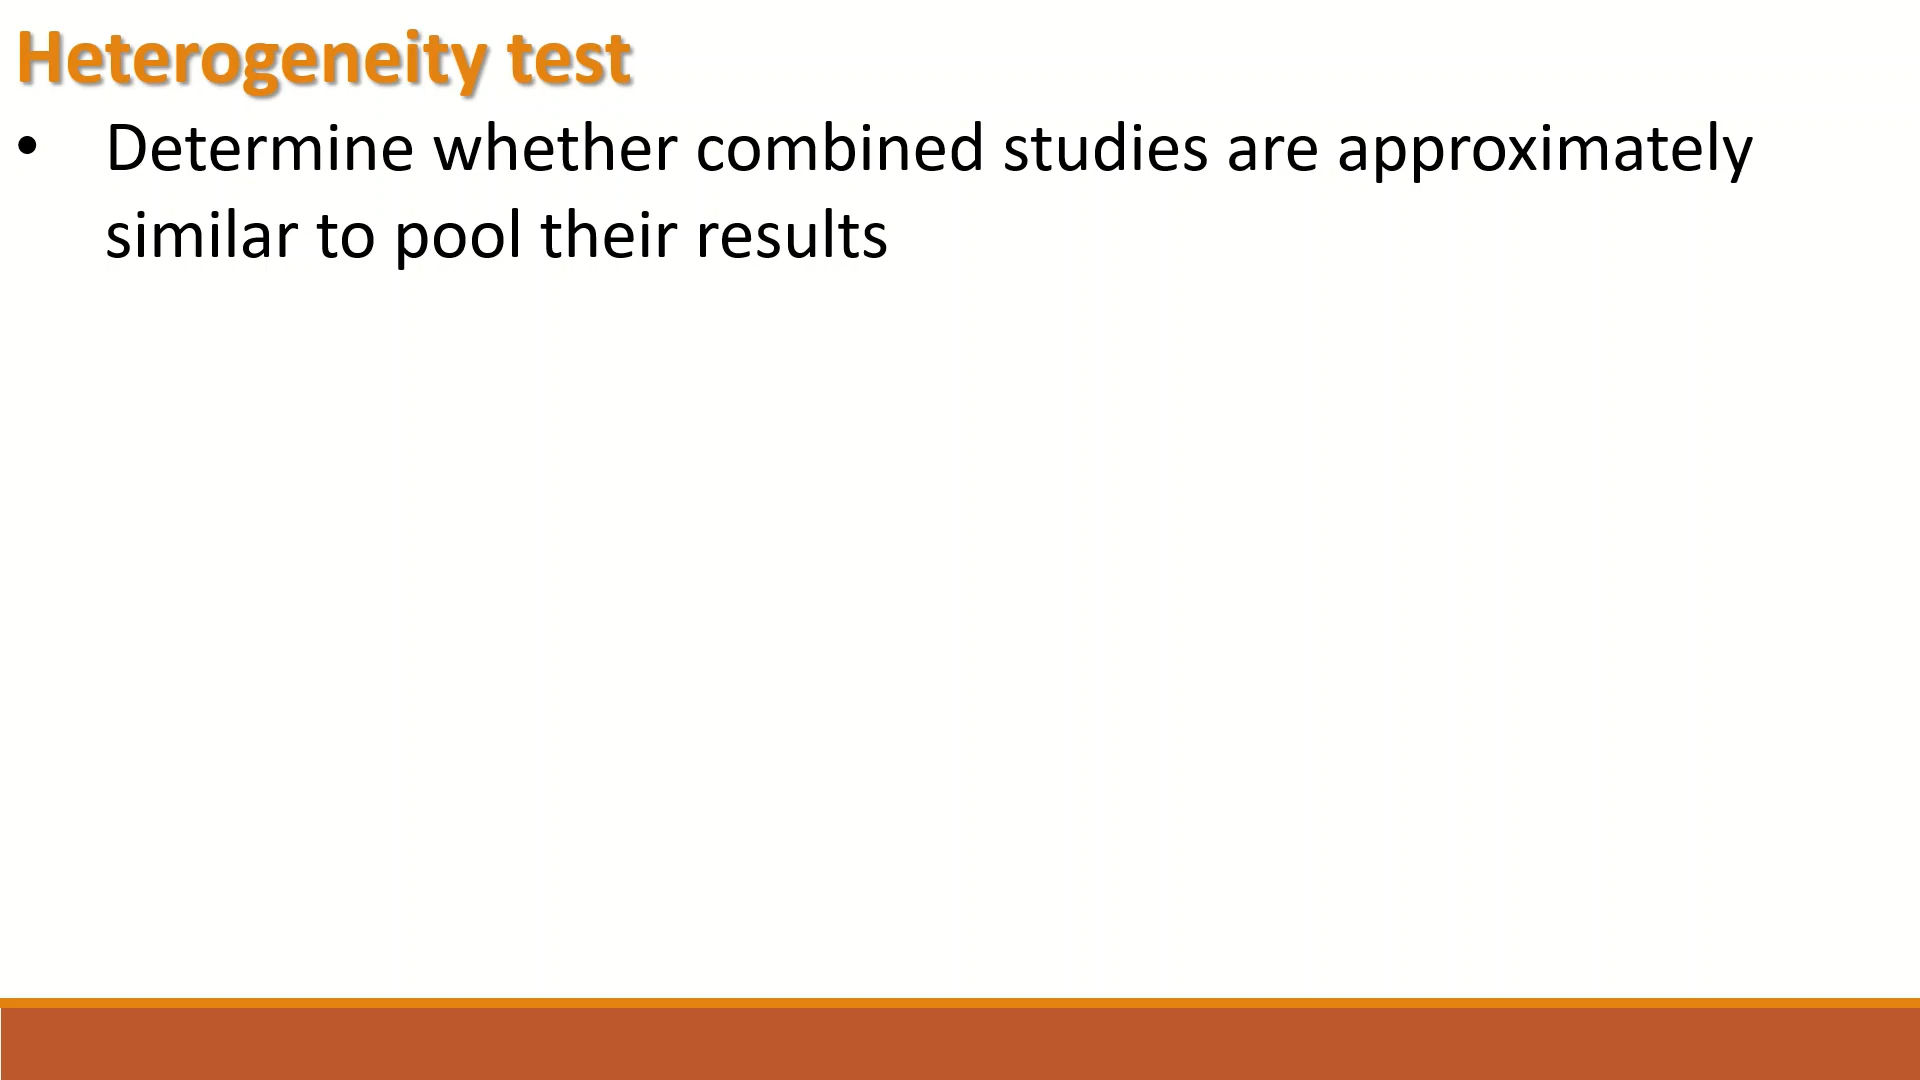 Heterogeneity test
• Determine whether combined studies are approximately
similar to pool their results